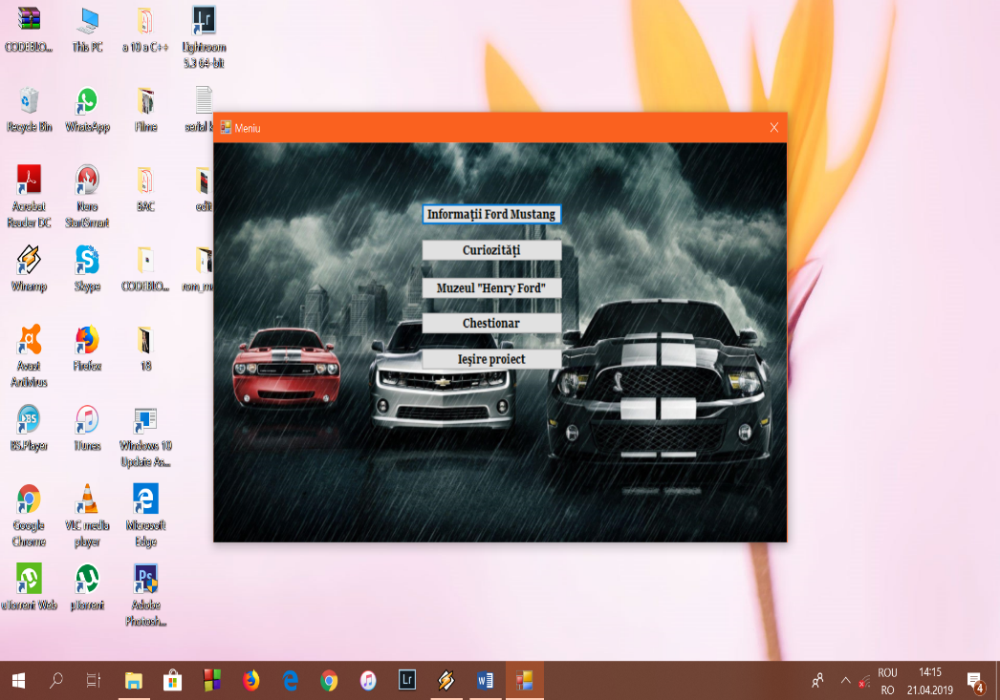 CODEBLO...
This PC
a 10 a C++
Lightroom
5.3 64-bit
Recycle Bin
WhatsApp
Filme
serial
Acrobat
Reader DC
Nero
StartSmart
BAC
edit
Winamp
Skype
CODEBLO...
Avast
Antivirus
Firefox
18
BS.Player
iTunes
Windows 10
Update As...
Google
Chrome
VLC media
player
Microsoft
Edge
uTorrent Web
µTorrent
Adobe
Photosh...
Meniu
Informații Ford Mustang
Curiozități
Muzeul "Henry Ford"
Chestionar
Ieșire proiect
ROU
RO
14:15
21.04.2019
4